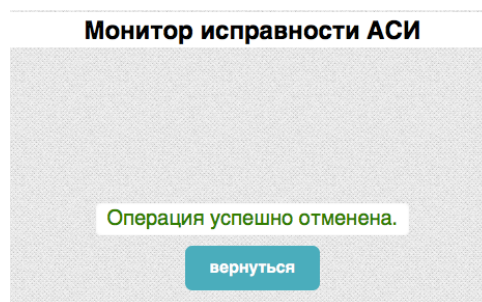 Монитор исправности АСИ
Операция успешно отменена.
вернуться